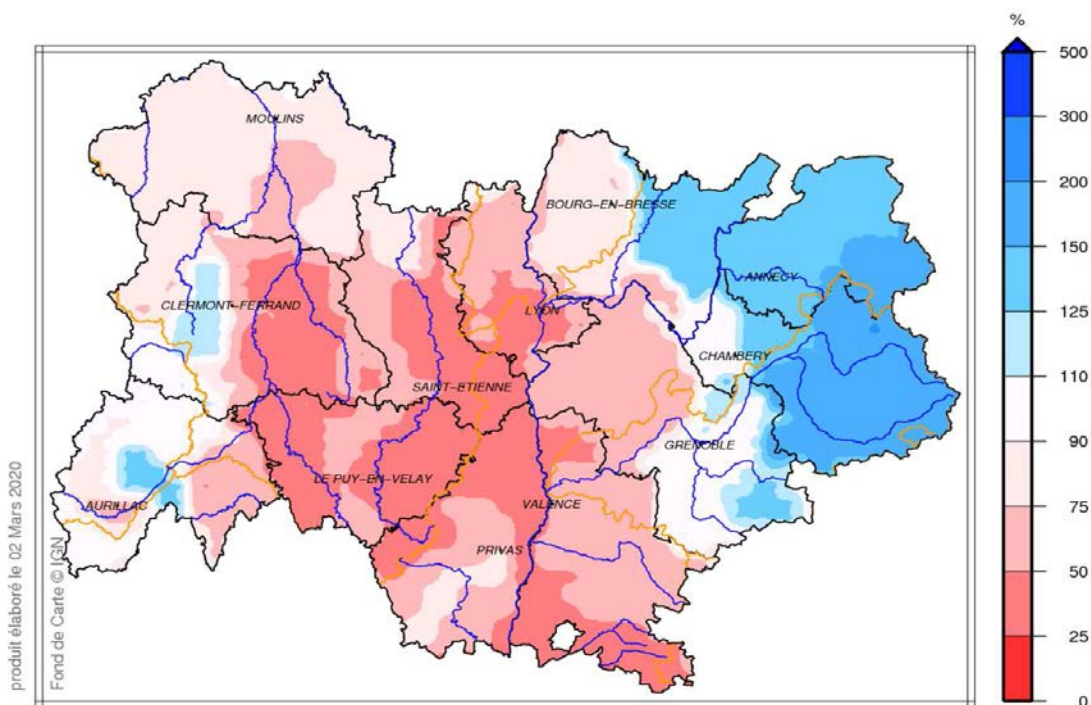 %
500
300
200
150
125
110
90
75
50
25
0
MOULINS
BOURG-EN-BRESSE
ANNECY
CLERMONT-FERRAND
LYON
CHAMBERY
SAINT-ETIENNE
GRENOBLE
LE PUY-EN-VELAY
AURILLAC
VALENCE
PRIVAS
produit élaboré le 02 Mars 2020
Fond de Carte © IGN